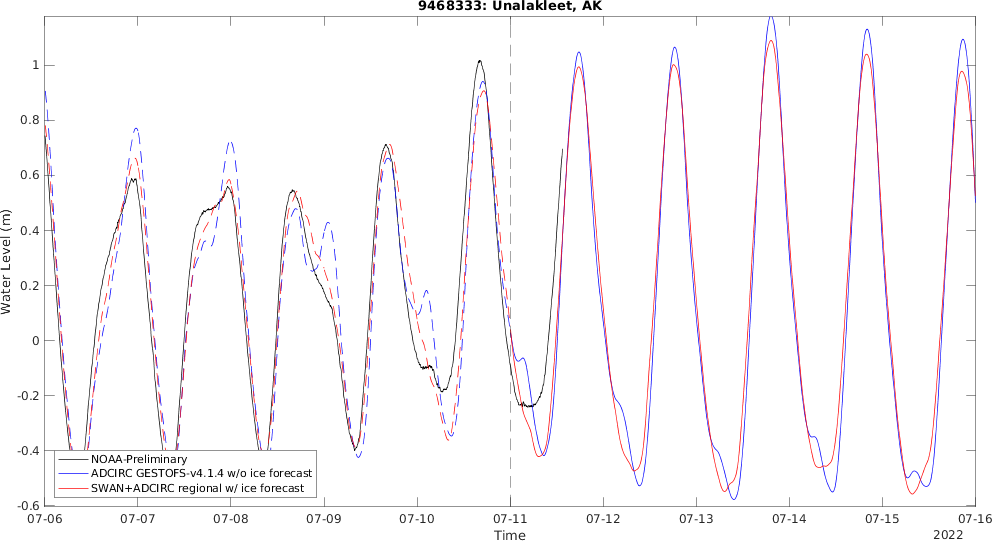 9468333: Unalakleet, AK
Water Level (m)
1
0.8
0.6
0.4
0.2
0
-0.2
-0.4
-0.6
NOAA-Preliminary
ADCIRC GESTOFS-v4.1.4 w/o ice forecast
SWAN+ADCIRC regional w/ ice forecast
07-06 07-07 07-08 07-09 07-10 07-11 07-12 07-13 07-14 07-15 07-16
Time
2022